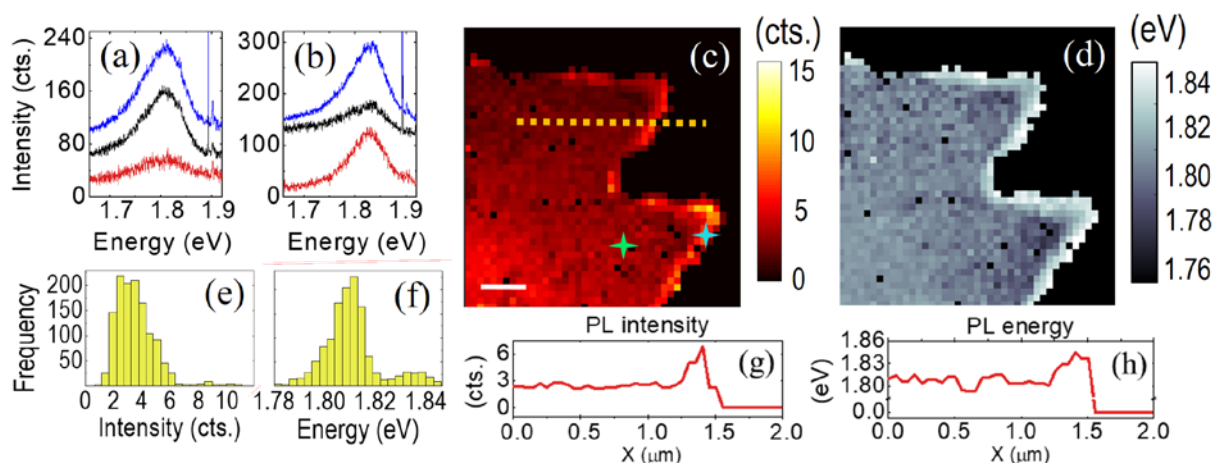 Intensity (cts.)
240
160
80
0
(a)
1.7 1.8 1.9
Energy (eV)
300
200
100
0
(b)
1.7 1.8 1.9
Energy (eV)
(c)
(cts.)
15
10
5
0
PL intensity
(d)
(eV)
1.84
1.82
1.80
1.78
1.76
PL energy
Frequency
200
150
100
50
(e)
2 4 6 8 10
Intensity (cts.)
(f)
1.78 1.80 1.82 1.84
Energy (eV)
(cts.)
6
3
0
(g)
0.0 0.5 1.0 1.5 2.0
X (μm)
(eV)
1.86
1.83
1.80
0.0
(h)
0.0 0.5 1.0 1.5 2.0
X (μm)